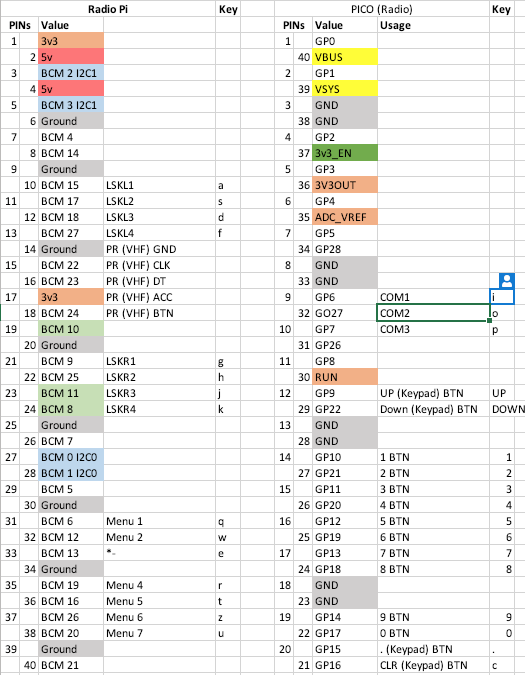 Radio Pi Key PICO (Radio) Key
PINs Value PINs Value Usage
1 3v3 1 GP0
2 5v 40 VBUS
3 BCM 2 I2C1 2 GP1
4 5v 39 VSYS
5 BCM 3 I2C1 3 GND
6 Ground 38 GND
7 BCM 4 4 GP2
8 BCM 14 37 3v3_EN
9 Ground 5 GP3
10 BCM 15 LSKL1 a 36 3V3OUT
11 BCM 17 LSKL2 s 6 GP4
12 BCM 18 LSKL3 d 35 ADC_VREF
13 BCM 27 LSKL4 f 7 GP5
14 Ground PR (VHF) GND 34 GP28
15 BCM 22 PR (VHF) CLK 8 GND
16 BCM 23 PR (VHF) DT 33 GND
17 3v3 PR (VHF) ACC 9 GP6 COM1 i
18 BCM 24 PR (VHF) BTN 32 GO27 COM2 o
19 BCM 10 10 GP7 COM3 p
20 Ground 31 GP26
21 BCM 9 LSKR1 g 11 GP8
22 BCM 25 LSKR2 h 30 RUN
23 BCM 11 LSKR3 j 12 GP9 UP (Keypad) BTN UP
24 BCM 8 LSKR4 k 29 GP22 Down (Keypad) BTN DOWN
25 Ground 13 GND
26 BCM 7 28 GND
27 BCM 0 I2C0 14 GP10 1 BTN 1
28 BCM 1 I2C0 27 GP21 2 BTN 2
29 BCM 5 15 GP11 3 BTN 3
30 Ground 26 GP20 4 BTN 4
31 BCM 6 Menu 1 q 16 GP12 5 BTN 5
32 BCM 12 Menu 2 w 25 GP19 6 BTN 6
33 BCM 13 *- e 17 GP13 7 BTN 7
34 Ground 24 GP18 8 BTN 8
35 BCM 19 Menu 4 r 18 GND
36 BCM 16 Menu 5 t 23 GND
37 BCM 26 Menu 6 z 19 GP14 9 BTN 9
38 BCM 20 Menu 7 u 22 GP17 0 BTN 0
39 Ground 20 GP15 . (Keypad) BTN .
40 BCM 21 21 GP16 CLR (Keypad) BTN c